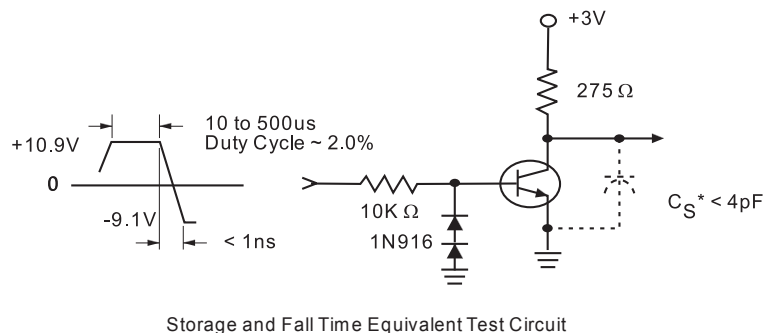 +3V
275 Ω
10 to 500us
Duty Cycle ~ 2.0%
+10.9V
0
-9.1V
< 1ns
10K Ω
1N916
CS* < 4pF
Storage and Fall Time Equivalent Test Circuit